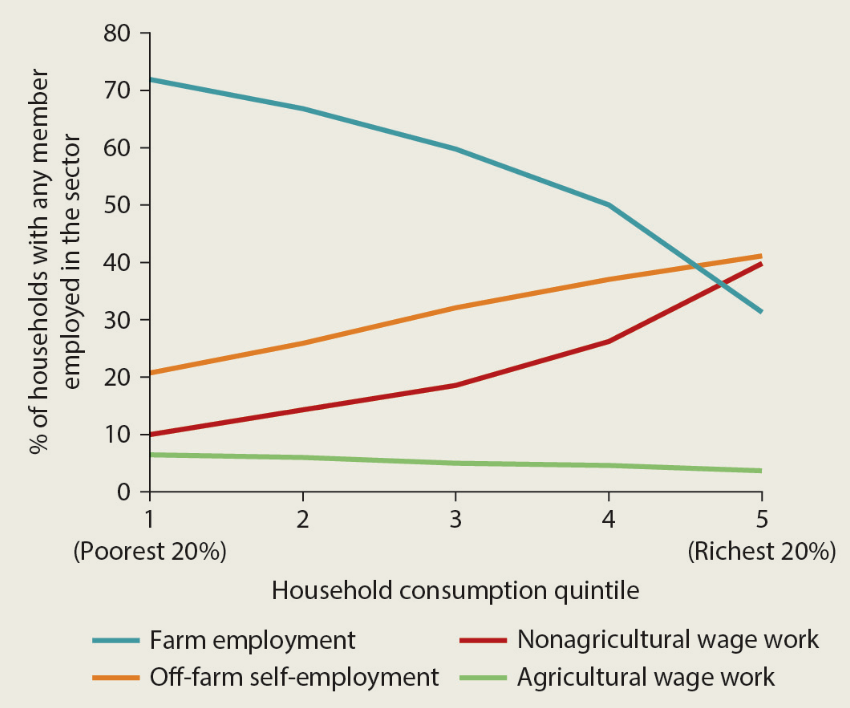 % of households with any member
employed in the sector
80
70
60
50
40
30
20
10
0
1
2
3
4
5
(Poorest 20%)
(Richest 20%)
Household consumption quintile
Farm employment
Nonagricultural wage work
Off-farm self-employment
Agricultural wage work